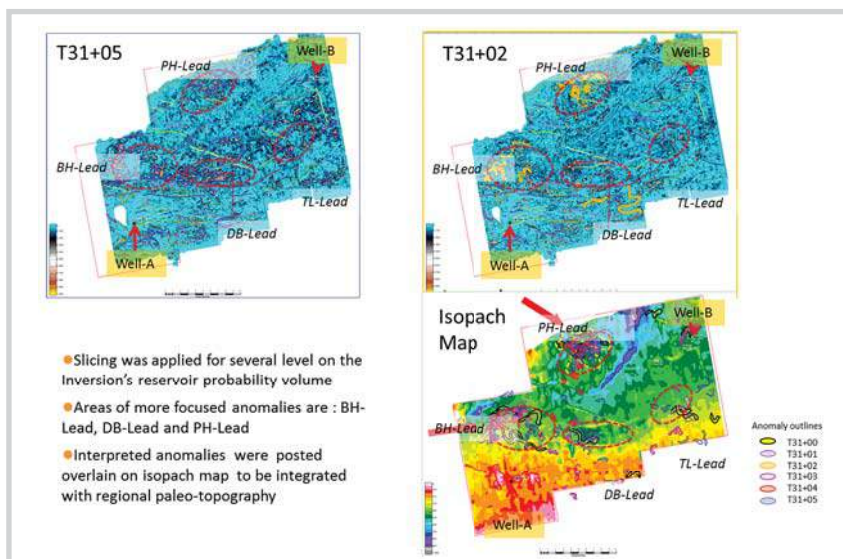 T31+05
Well-B
PH-Lead
BH-Lead
TL-Lead
DB-Lead
Well-A
T31+02
Well-B
PH-Lead
BH-Lead
TL-Lead
DB-Lead
Well-A
Isopach
Map
PH-Lead
Well-B
BH-Lead
TL-Lead
DB-Lead
Well-A
Slicing was applied for several level on the
Inversion's reservoir probability volume
Areas of more focused anomalies are : BH-
Lead, DB-Lead and PH-Lead
Interpreted anomalies were posted
overlain on isopach map to be integrated
with regional paleo-topography
Anomaly outlines
T31+00
T31+01
T31+02
T31+03
T31+04
T31+05